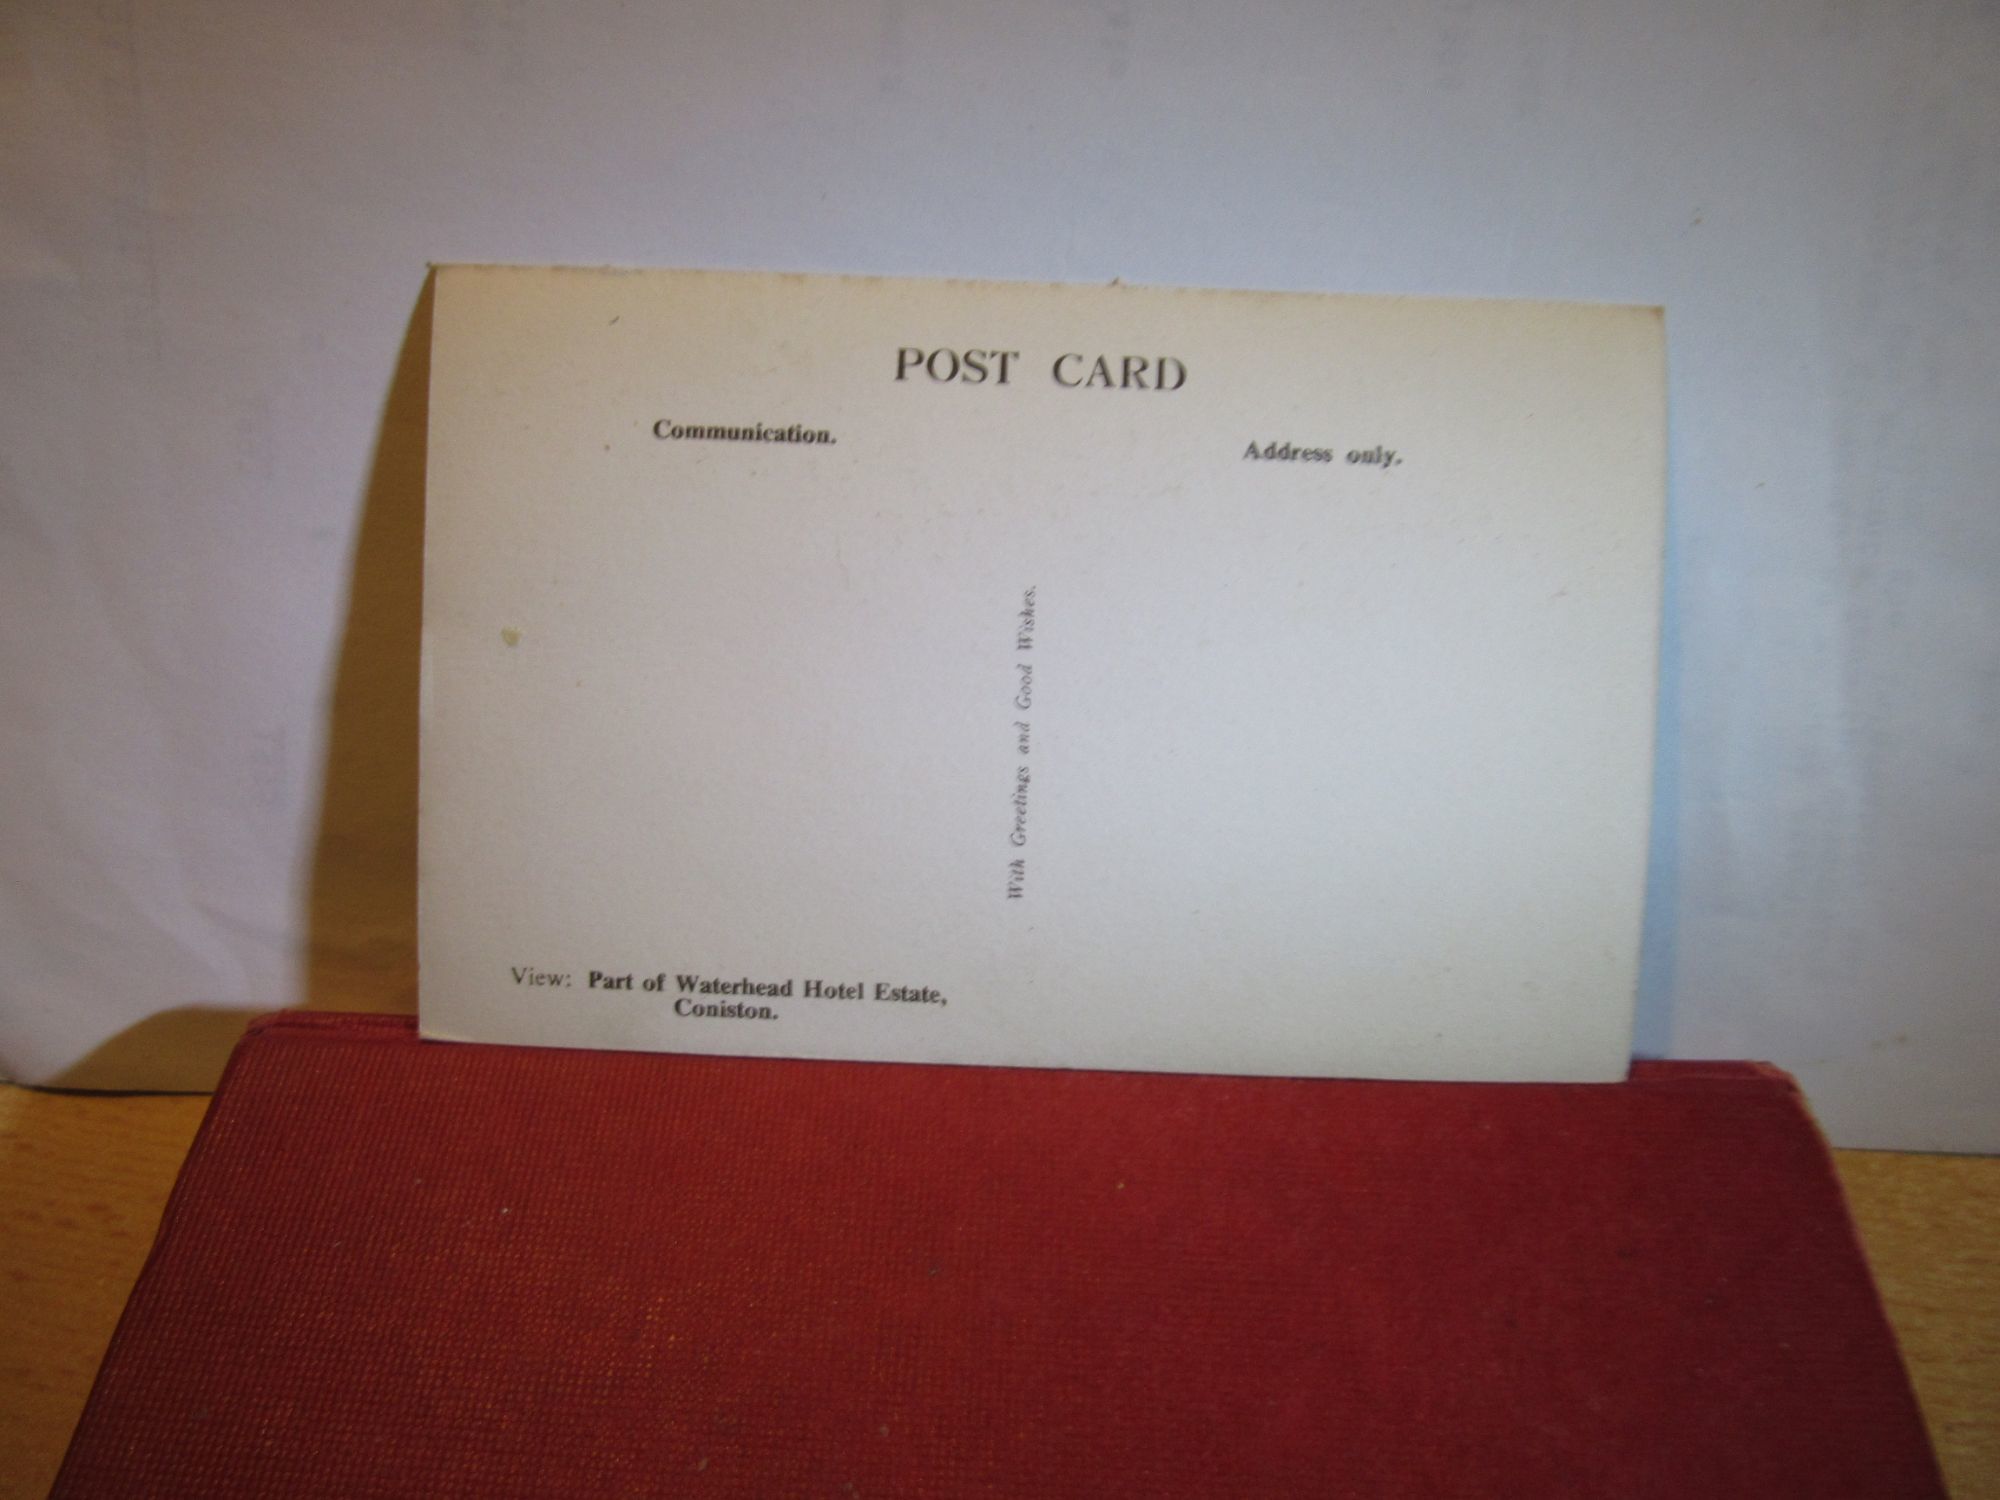 POST CARD
Communication.
Address only.
With Greetings and Good Wishes.
View: Part of Waterhead Hotel Estate,
Coniston.